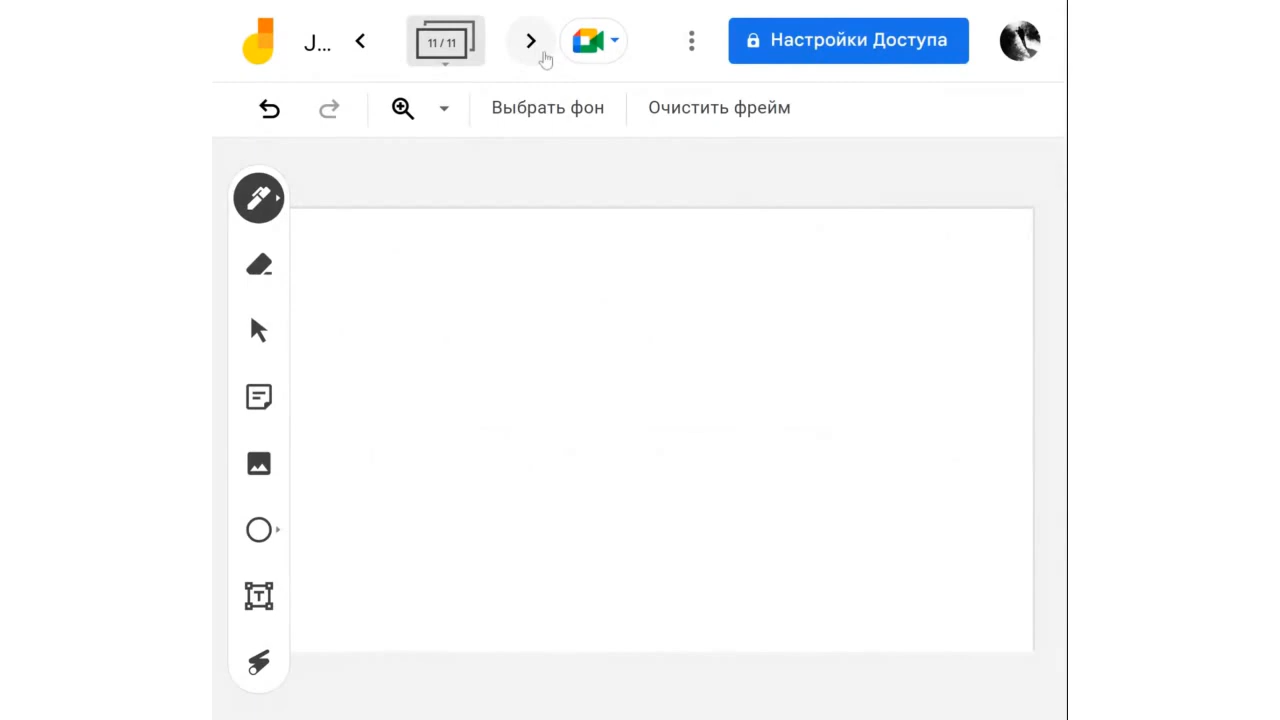 J...
11 / 11
Настройки Доступа
Выбрать фон
Очистить фрейм
T